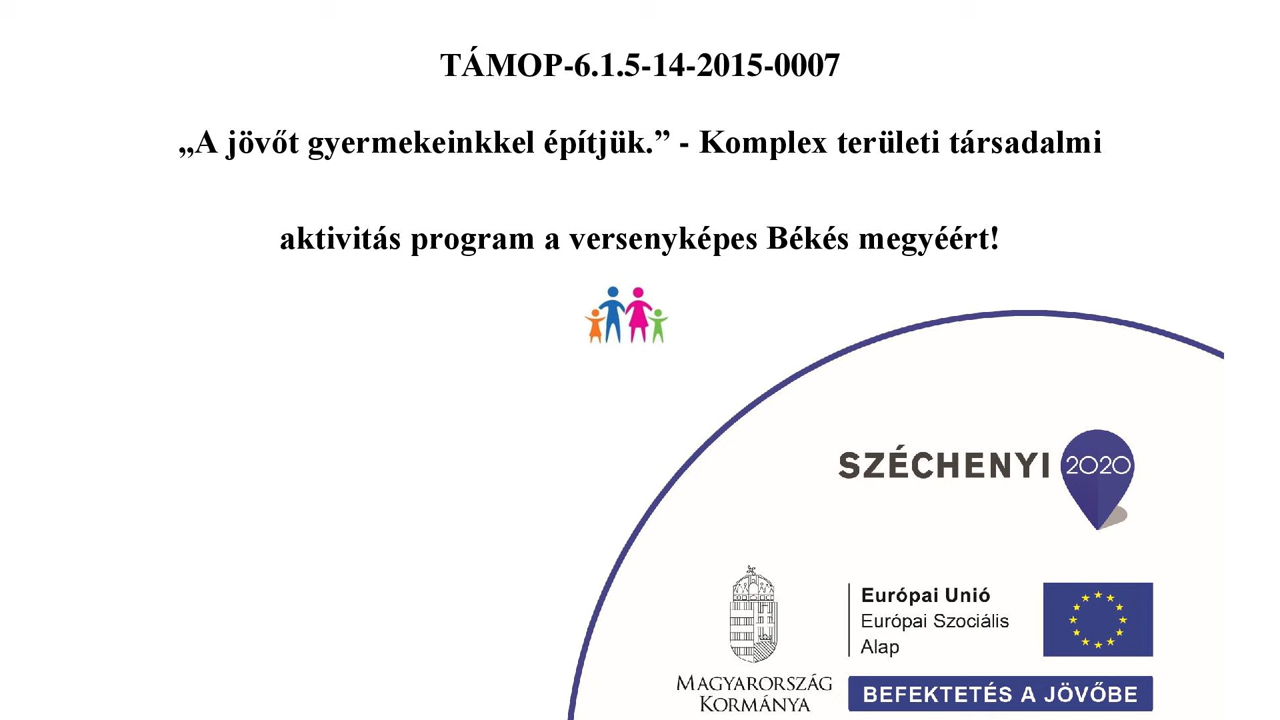 TÁMOP-6.1.5-14-2015-0007
„A jövőt gyermekeinkkel építjük.” - Komplex területi társadalmi
aktivitás program a versenyképes Békés megyéért!
SZÉCHENYI 2020
Európai Unió
Európai Szociális
Alap
MAGYARORSZÁG
KORMÁNYA
BEFEKTETÉS A JÖVŐBE